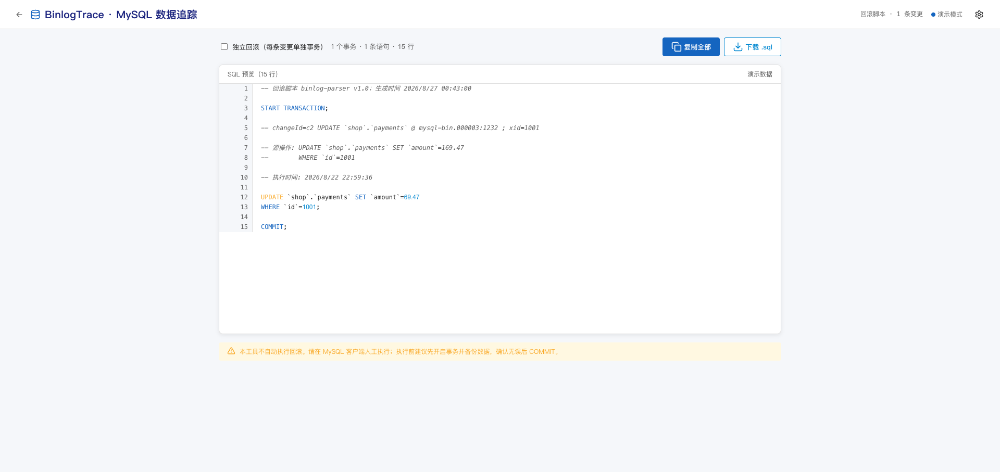 BinlogTrace · MySQL 数据追踪
回滚脚本 · 1 条变更
演示模式
独立回滚（每条变更单独事务）
1 个事务 · 1 条语句 · 15 行
复制全部
下载 .sql
SQL 预览（15 行）
演示数据
1 -- 回滚脚本 binlog-parser v1.0; 生成时间 2026/8/27 00:43:00
2
3 START TRANSACTION;
4
5 -- changeId=c2 UPDATE `shop`.`payments` @ mysql-bin.000003:1232 ; xid=1001
6
7 -- 源操作: UPDATE `shop`.`payments` SET `amount`=169.47
8 --        WHERE `id`=1001
9
10 -- 执行时间: 2026/8/22 22:59:36
11
12 UPDATE `shop`.`payments` SET `amount`=69.47
13 WHERE `id`=1001;
14
15 COMMIT;
本工具不自动执行回滚。请在 MySQL 客户端人工执行；执行前建议先开启事务并备份数据，确认无误后 COMMIT。